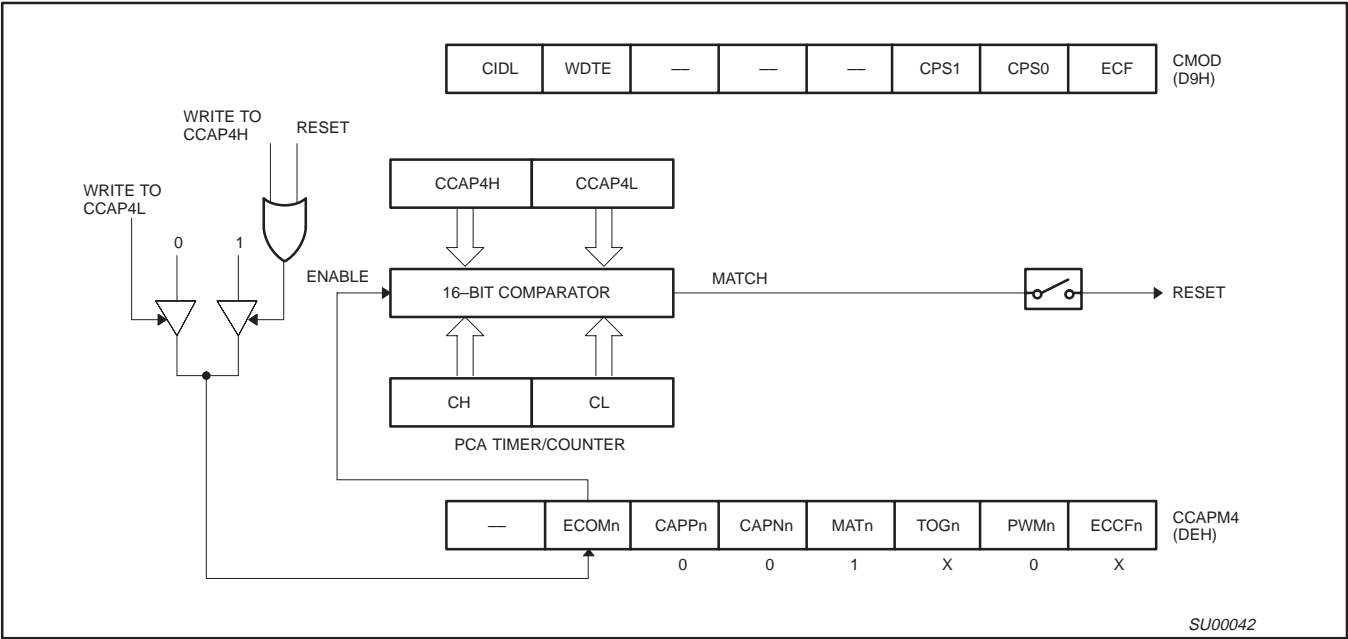 CIDL WDTE –– –– –– CPS1 CPS0 ECF
CMOD
(D9H)
WRITE TO
CCAP4H
RESET
CCAP4H CCAP4L
WRITE TO
CCAP4L
0 1
ENABLE
16–BIT COMPARATOR
MATCH
RESET
CH CL
PCA TIMER/COUNTER
–– ECOMn CAPPn CAPNn MATn TOGn PWMn ECCFn
CCAPM4
(DEH)
0 0 1 X 0 X
SU00042